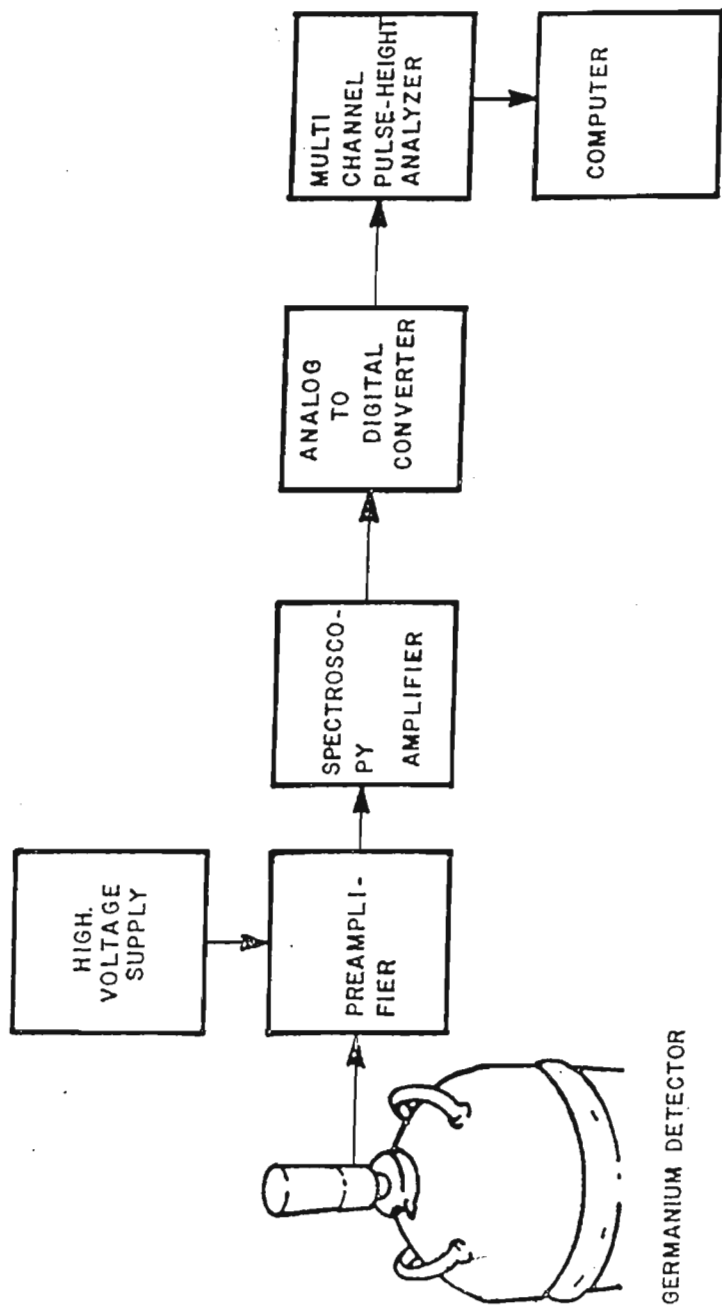 HIGH.
VOLTAGE
SUPPLY
PREAMPLI-
FIER
SPECTROSCO-
PY AMPLIFIER
ANALOG
TO
DIGITAL
CONVERTER
MULTI
CHANNEL
PULSE-HEIGHT
ANALYZER
COMPUTER
GERMANIUM DETECTOR